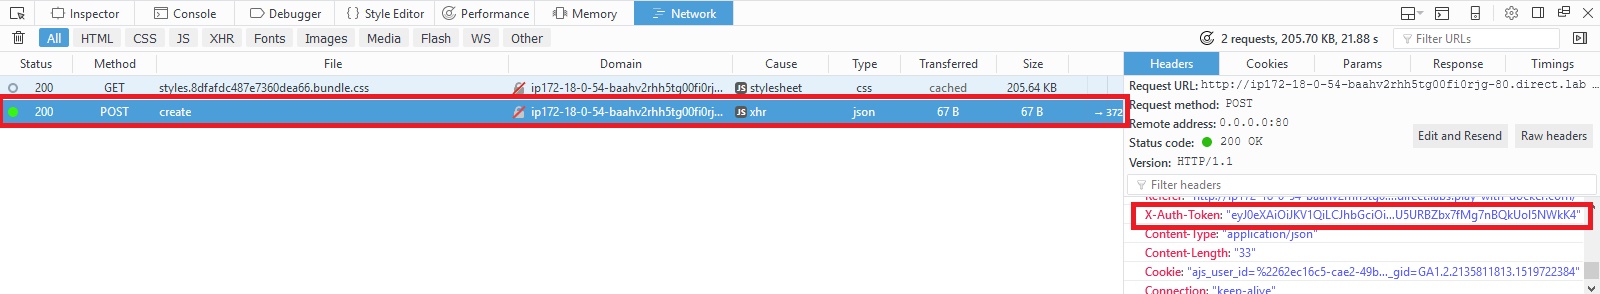 Inspector Console Debugger Style Editor Performance Memory Network
All HTML CSS JS XHR Fonts Images Media Flash WS Other 2 requests, 205.70 KB, 21.88 s Filter URLs
Status Method File Domain Cause Type Transferred Size
200 GET styles.8dfafdc487e7360dea66.bundle.css ip172-18-0-54-baahv2rhh5tg00fi0rj... JS stylesheet css cached 205.64 KB
200 POST create ip172-18-0-54-baahv2rhh5tg00fi0rj... JS xhr json 67 B 67 B → 372
Headers Cookies Params Response Timings
Request URL: http://ip172-18-0-54-baahv2rhh5tg00fi0rjg-80.direct.lab ...
Request method: POST
Remote address: 0.0.0.0:80
Status code: 200 OK
Edit and Resend Raw headers
Version: HTTP/1.1
Filter headers
X-Auth-Token: "eyJ0eXAiOiJKV1QiLCJhbGciOi...U5URBZbx7fMg7nBQkUoI5NWkK4"
Content-Type: "application/json"
Content-Length: "33"
Cookie: "ajs_user_id=%2262ec16c5-cae2-49b..._gid=GA1.2.2135811813.1519722384"
Connection: "keep-alive"